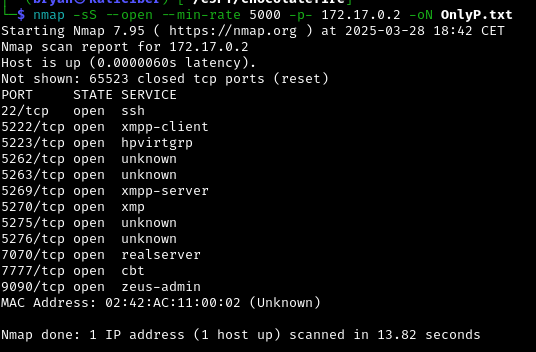 $ nmap -sS --open --min-rate 5000 -p- 172.17.0.2 -oN OnlyP.txt
Starting Nmap 7.95 ( https://nmap.org ) at 2025-03-28 18:42 CET
Nmap scan report for 172.17.0.2
Host is up (0.0000060s latency).
Not shown: 65523 closed tcp ports (reset)
PORT     STATE SERVICE
22/tcp   open  ssh
5222/tcp open  xmpp-client
5223/tcp open  hpvirtgrp
5262/tcp open  unknown
5263/tcp open  unknown
5269/tcp open  xmpp-server
5270/tcp open  xmp
5275/tcp open  unknown
5276/tcp open  unknown
7070/tcp open  realserver
7777/tcp open  cbt
9090/tcp open  zeus-admin
MAC Address: 02:42:AC:11:00:02 (Unknown)
Nmap done: 1 IP address (1 host up) scanned in 13.82 seconds